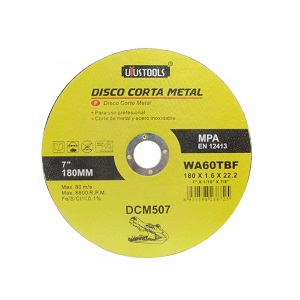 UYUSTOOLS
DISCO CORTA METAL
Disco Corte Metal
• Para uso profesional
• Corte de metal y acero inoxidable
MPA
EN 12413
7"
180MM
WA60TBF
180 X 1.6 X 22.2
7" X 1/16" X 7/8"
Max. 80 m/s
Max. 8600 R.P.M.
Fe/S/Cl<0.1%
DCM507